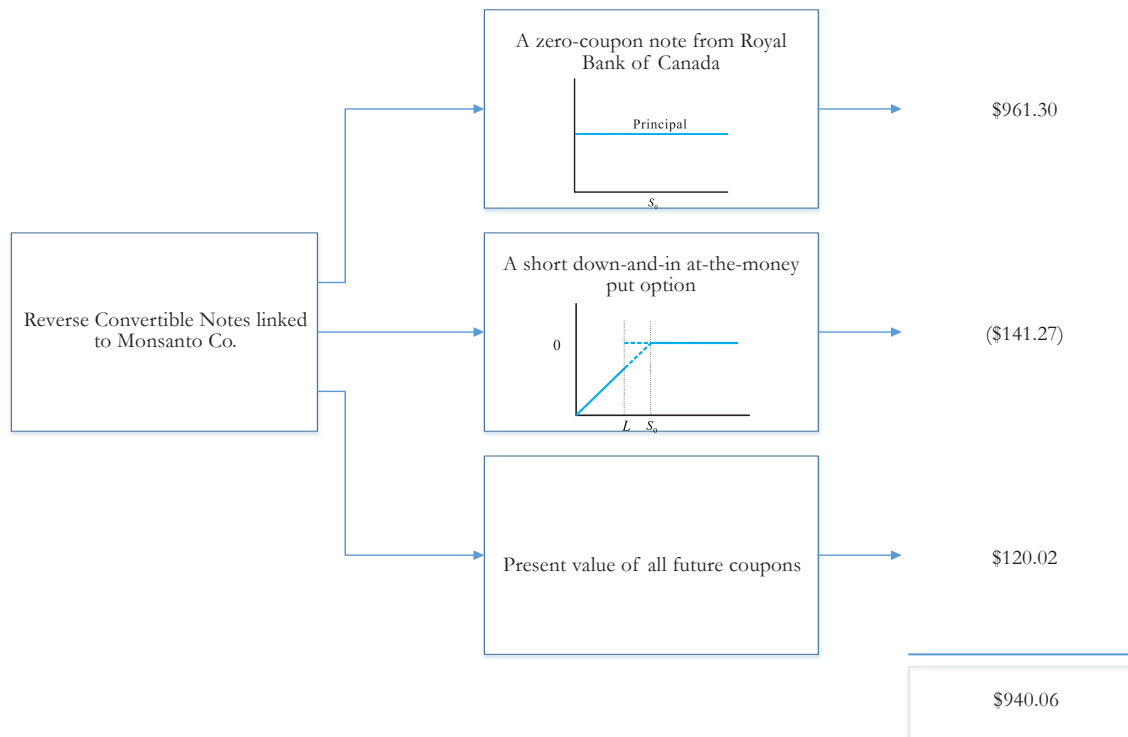 A zero-coupon note from Royal
Bank of Canada
Principal
S₀
$961.30
Reverse Convertible Notes linked
to Monsanto Co.
A short down-and-in at-the-money
put option
0
L S₀
($141.27)
Present value of all future coupons
$120.02
$940.06